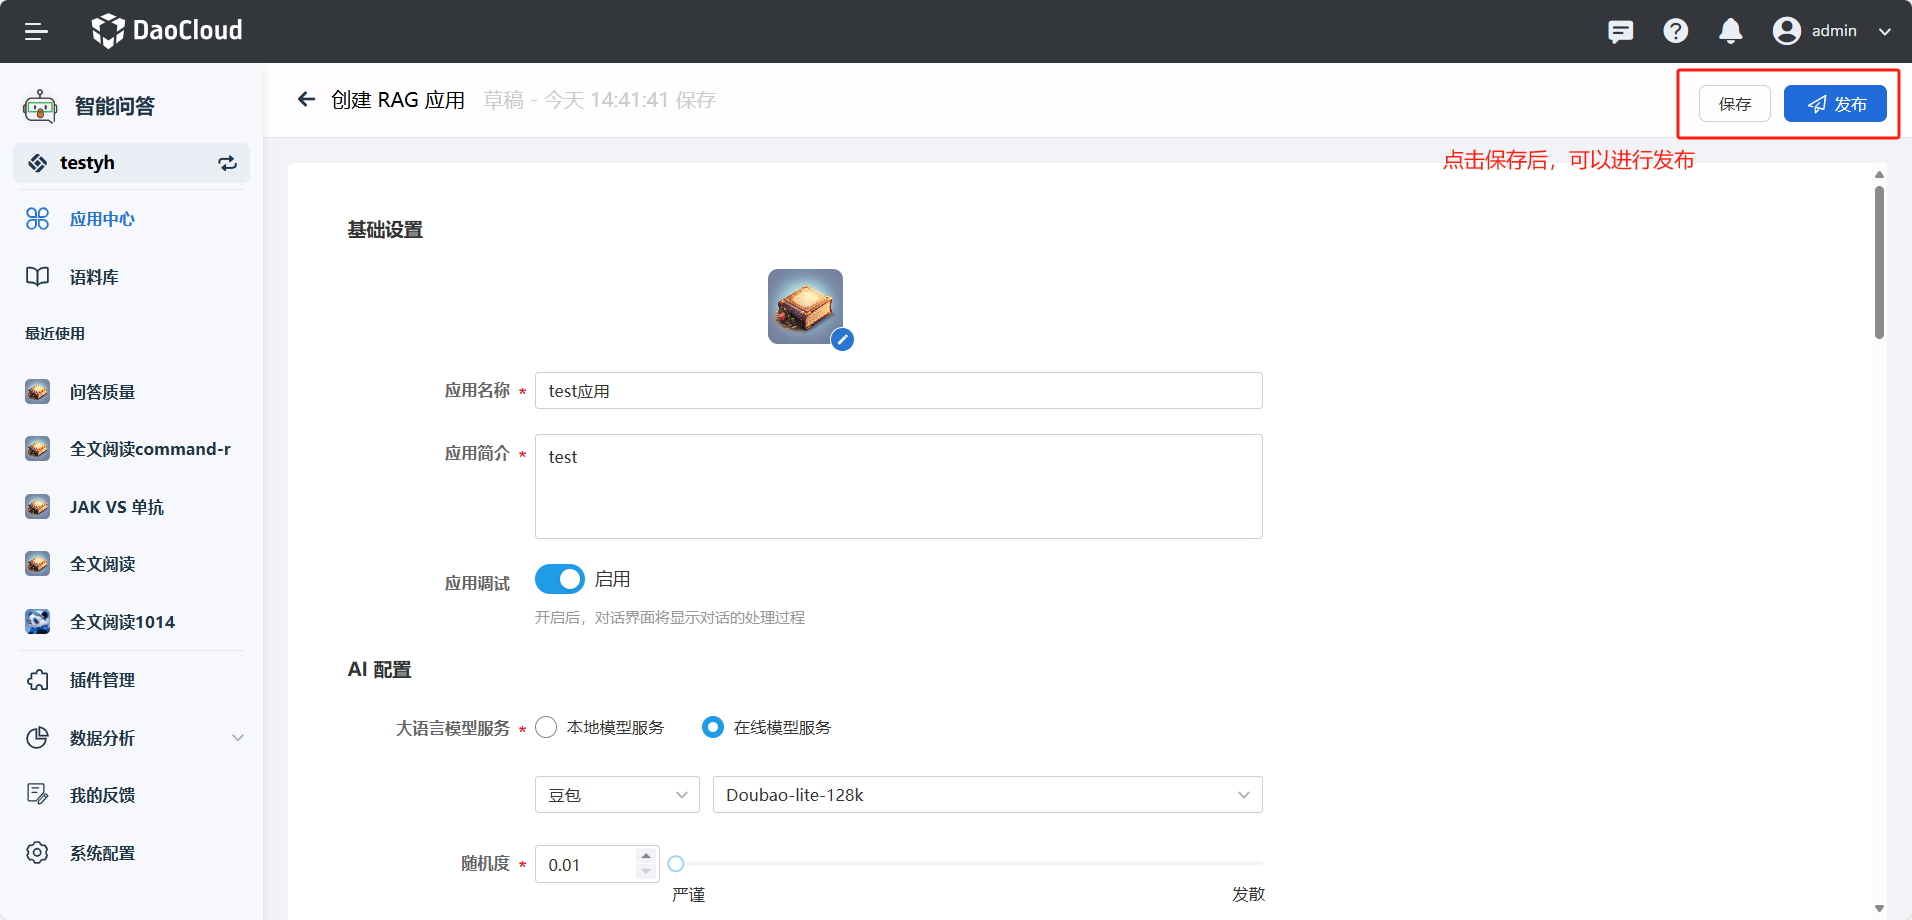 DaoCloud
admin
智能问答
testyh
应用中心
语料库
最近使用
问答质量
全文阅读command-r
JAK VS 单抗
全文阅读
全文阅读1014
插件管理
数据分析
我的反馈
系统配置
创建 RAG 应用 草稿 - 今天 14:41:41 保存
保存 发布
点击保存后，可以进行发布
基础设置
应用名称 * test应用
应用简介 * test
应用调试 启用
开启后，对话界面将显示对话的处理过程
AI 配置
大语言模型服务 * 本地模型服务 在线模型服务
豆包 Doubao-lite-128k
随机度 * 0.01
严谨 发散